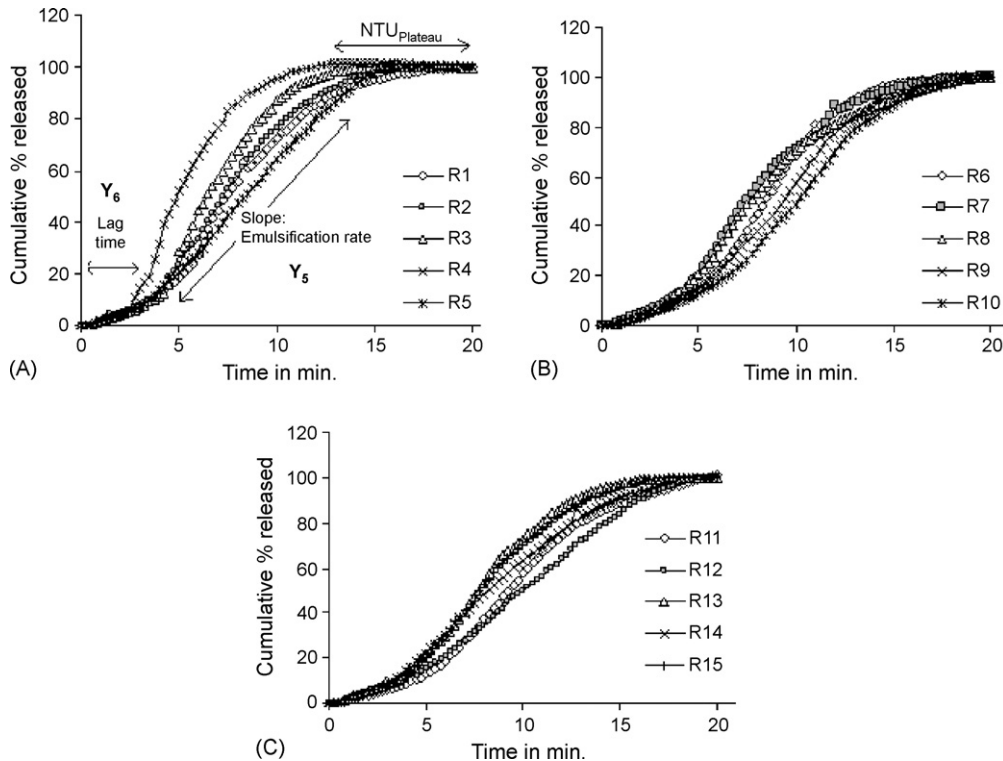 120
100
80
60
40
20
0
Cumulative % released
NTUPlateau
Y6
Lag
time
Slope:
Emulsification rate
Y5
R1
R2
R3
R4
R5
0 5 10 15 20
Time in min.
(A)
120
100
80
60
40
20
0
Cumulative % released
R6
R7
R8
R9
R10
0 5 10 15 20
Time in min.
(B)
120
100
80
60
40
20
0
Cumulative % released
R11
R12
R13
R14
R15
0 5 10 15 20
Time in min.
(C)